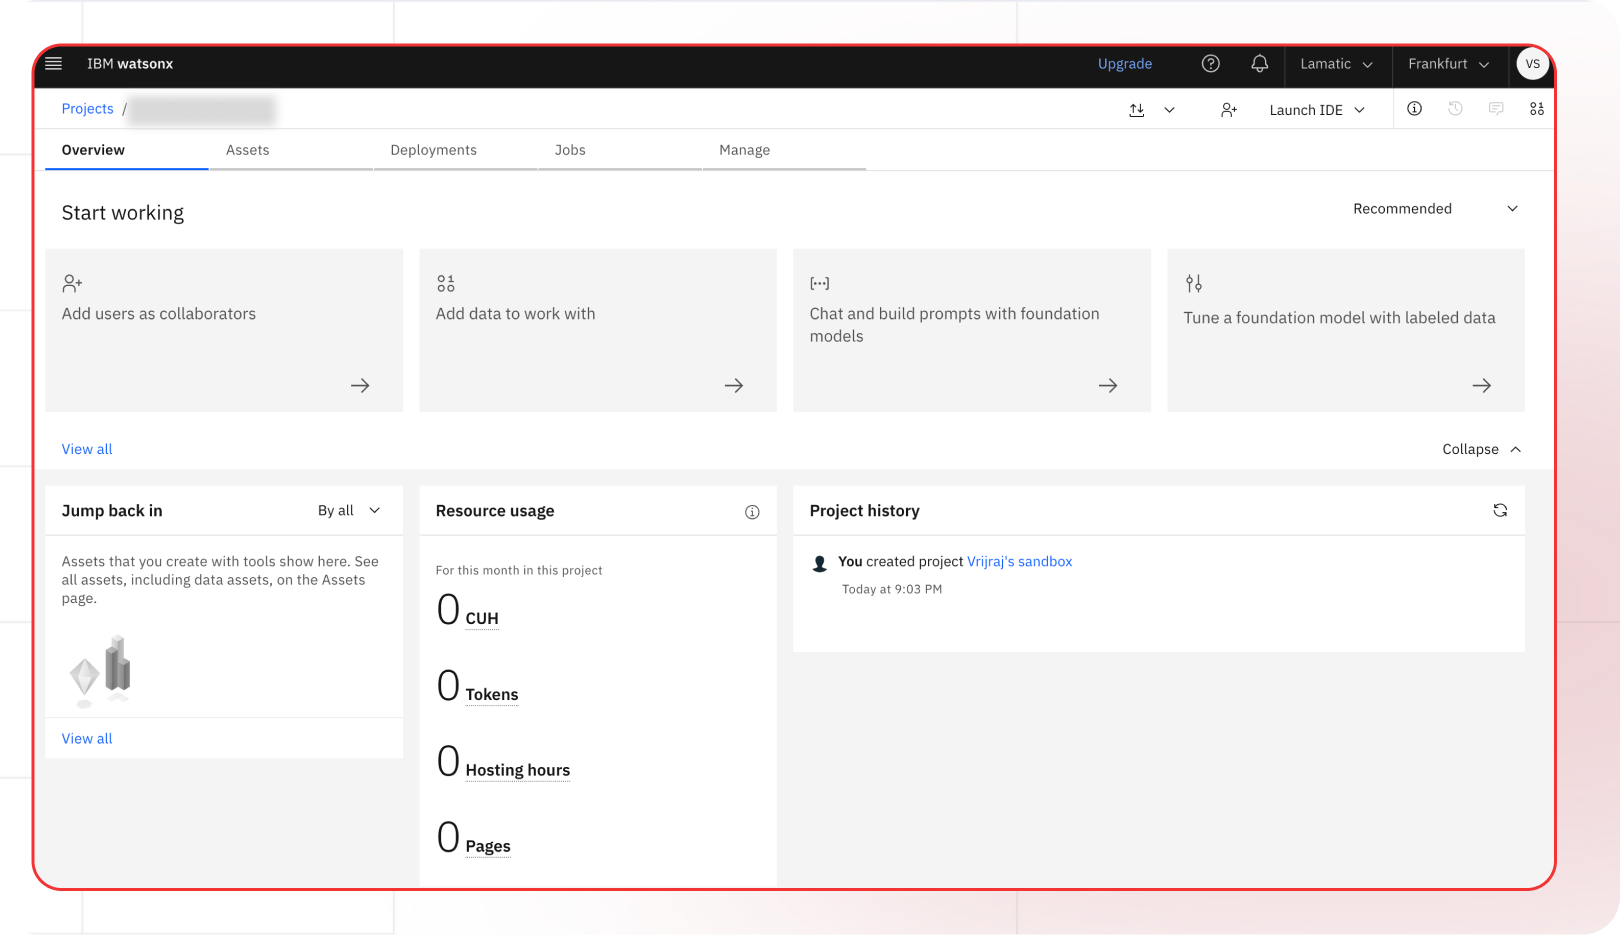 IBM watsonx
Upgrade
Lamatic
Frankfurt
VS
Projects /
Launch IDE
Overview
Assets
Deployments
Jobs
Manage
Start working
Recommended
Add users as collaborators
Add data to work with
Chat and build prompts with foundation
models
Tune a foundation model with labeled data
View all
Collapse
Jump back in
By all
Assets that you create with tools show here. See
all assets, including data assets, on the Assets
page.
View all
Resource usage
For this month in this project
0 CUH
0 Tokens
0 Hosting hours
0 Pages
Project history
You created project Vrijraj's sandbox
Today at 9:03 PM